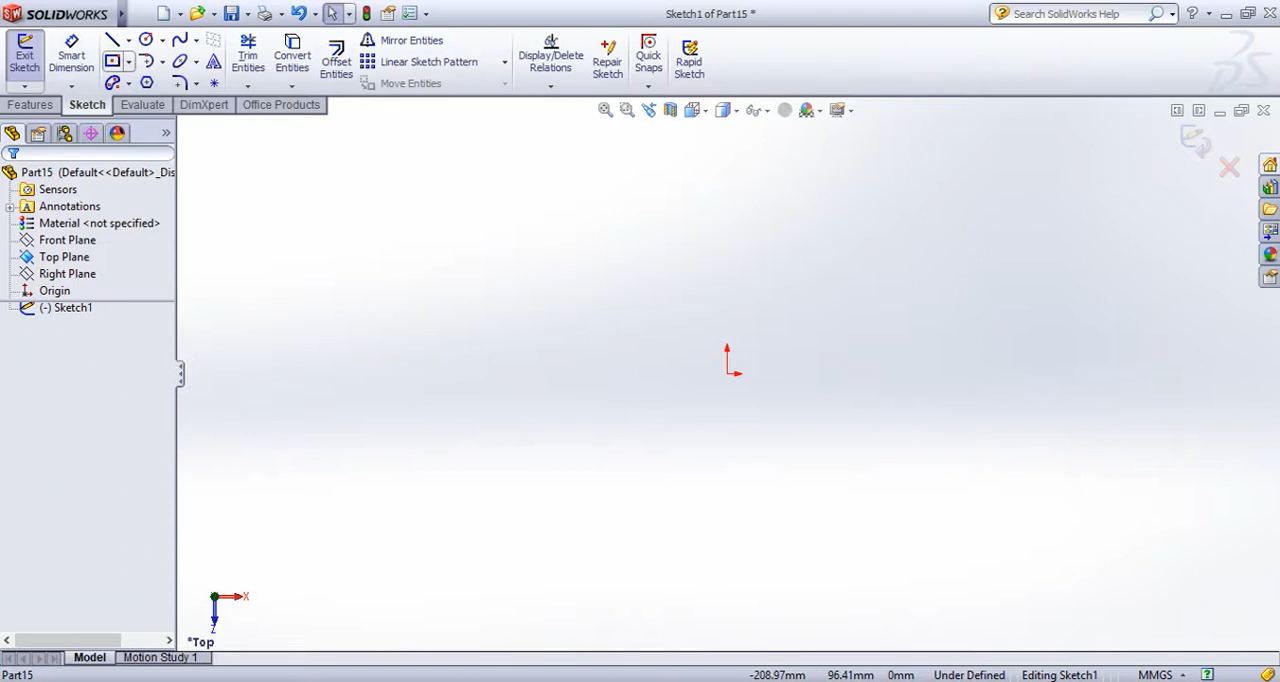 SW SOLIDWORKS
Sketch1 of Part15 *
Search SolidWorks Help
Exit Sketch
Smart Dimension
Trim Entities
Convert Entities
Offset Entities
Mirror Entities
Linear Sketch Pattern
Move Entities
Display/Delete Relations
Repair Sketch
Quick Snaps
Rapid Sketch
Features Sketch Evaluate DimXpert Office Products
Part15 (Default<<Default>_Dis
Sensors
A Annotations
Material <not specified>
Front Plane
Top Plane
Right Plane
Origin
(-) Sketch1
X
Z
*Top
Model Motion Study 1
Part15 -208.97mm 96.41mm 0mm Under Defined Editing Sketch1 MMGS ?